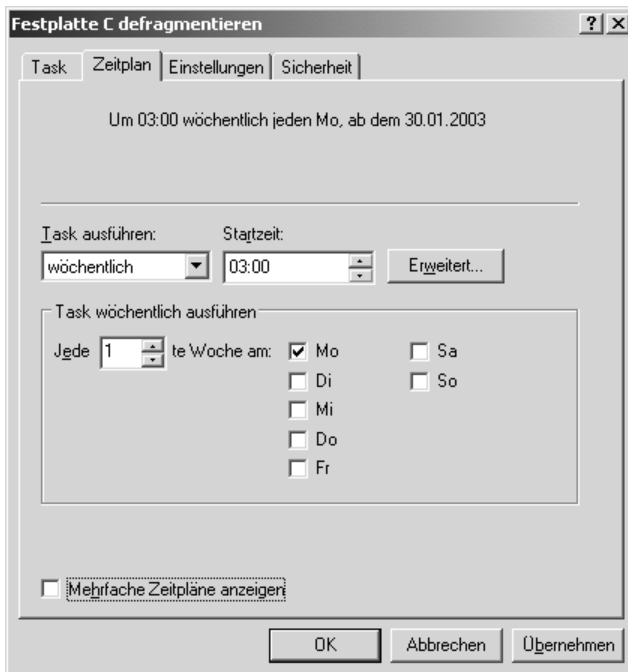 Festplatte C defragmentieren
Task Zeitplan Einstellungen Sicherheit
Um 03:00 wöchentlich jeden Mo, ab dem 30.01.2003
Task ausführen: Startzeit:
wöchentlich 03:00 Erweitert...
Task wöchentlich ausführen
Jede 1 te Woche am: Mo Sa
Di So
Mi
Do
Fr
Mehrfache Zeitpläne anzeigen
OK Abbrechen Übernehmen